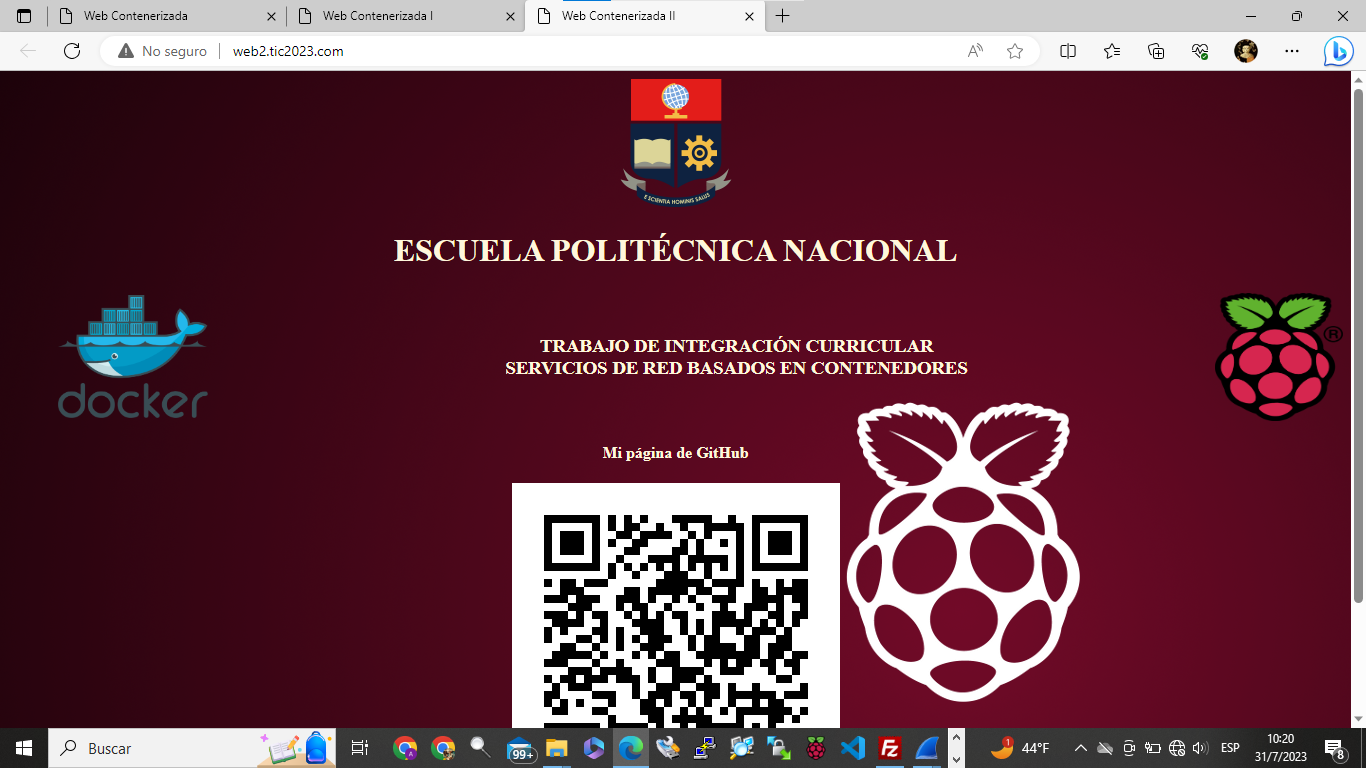 Web Contenerizada
Web Contenerizada I
Web Contenerizada II
No seguro
web2.tic2023.com
E SCIENTIA HOMINIS SALUS
ESCUELA POLITÉCNICA NACIONAL
docker
®
TRABAJO DE INTEGRACIÓN CURRICULAR
SERVICIOS DE RED BASADOS EN CONTENEDORES
Mi página de GitHub
Buscar
99+
1
44°F
ESP
10:20
31/7/2023
8